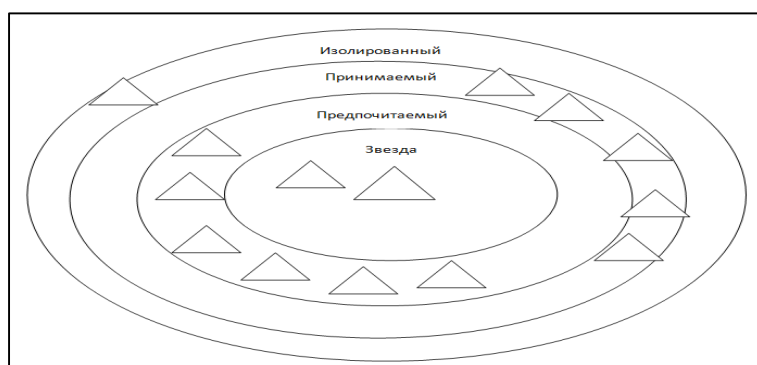 Изолированный
Принимаемый
Предпочитаемый
Звезда